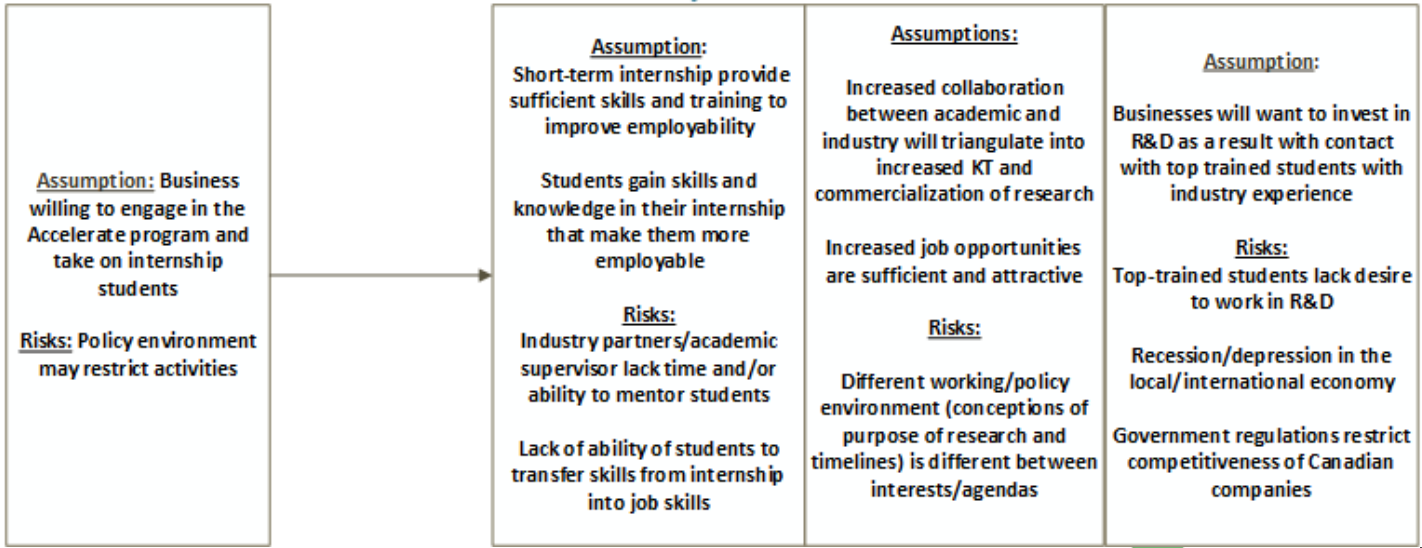 Assumption: Business
willing to engage in the
Accelerate program and
take on internship
students
Risks: Policy environment
may restrict activities
Assumption:
Short-term internship provide
sufficient skills and training to
improve employability
Students gain skills and
knowledge in their internship
that make them more
employable
Risks:
Industry partners/academic
supervisor lack time and/or
ability to mentor students
Lack of ability of students to
transfer skills from internship
into job skills
Assumptions:
Increased collaboration
between academic and
industry will triangulate into
increased KT and
commercialization of research
Increased job opportunities
are sufficient and attractive
Risks:
Different working/policy
environment (conceptions of
purpose of research and
timelines) is different between
interests/agendas
Assumption:
Businesses will want to invest in
R&D as a result with contact
with top trained students with
industry experience
Risks:
Top-trained students lack desire
to work in R&D
Recession/depression in the
local/international economy
Government regulations restrict
competitiveness of Canadian
companies